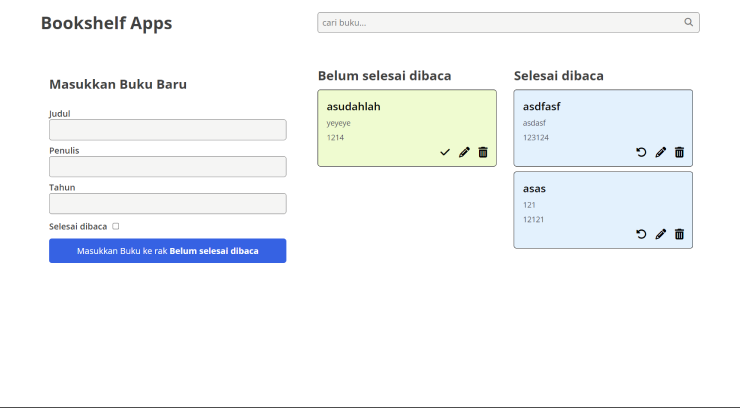 Bookshelf Apps
cari buku...
Masukkan Buku Baru
Judul
Penulis
Tahun
Selesai dibaca
Masukkan Buku ke rak Belum selesai dibaca
Belum selesai dibaca
asudahlah
yeyeye
1214
Selesai dibaca
asdfasf
asdasf
123124
asas
121
12121